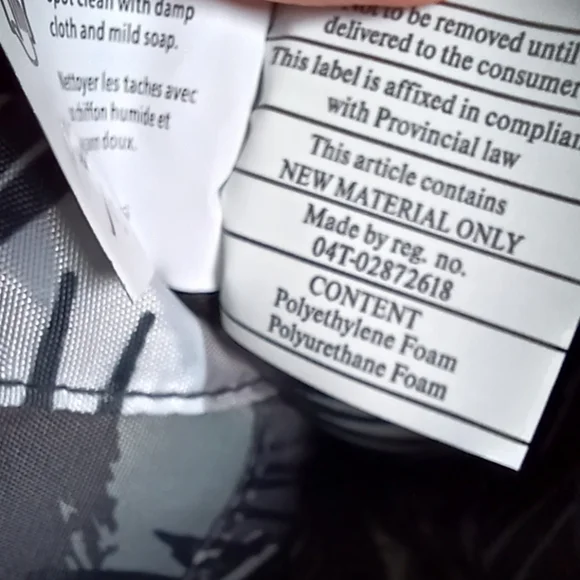 spot clean with damp
cloth and mild soap.
Nettoyer les taches avec
chiffon humide et
doux.
Not to be removed until
delivered to the consumer
This label is affixed in complian
with Provincial law
This article contains
NEW MATERIAL ONLY
Made by reg. no.
04T-02872618
CONTENT
Polyethylene Foam
Polyurethane Foam